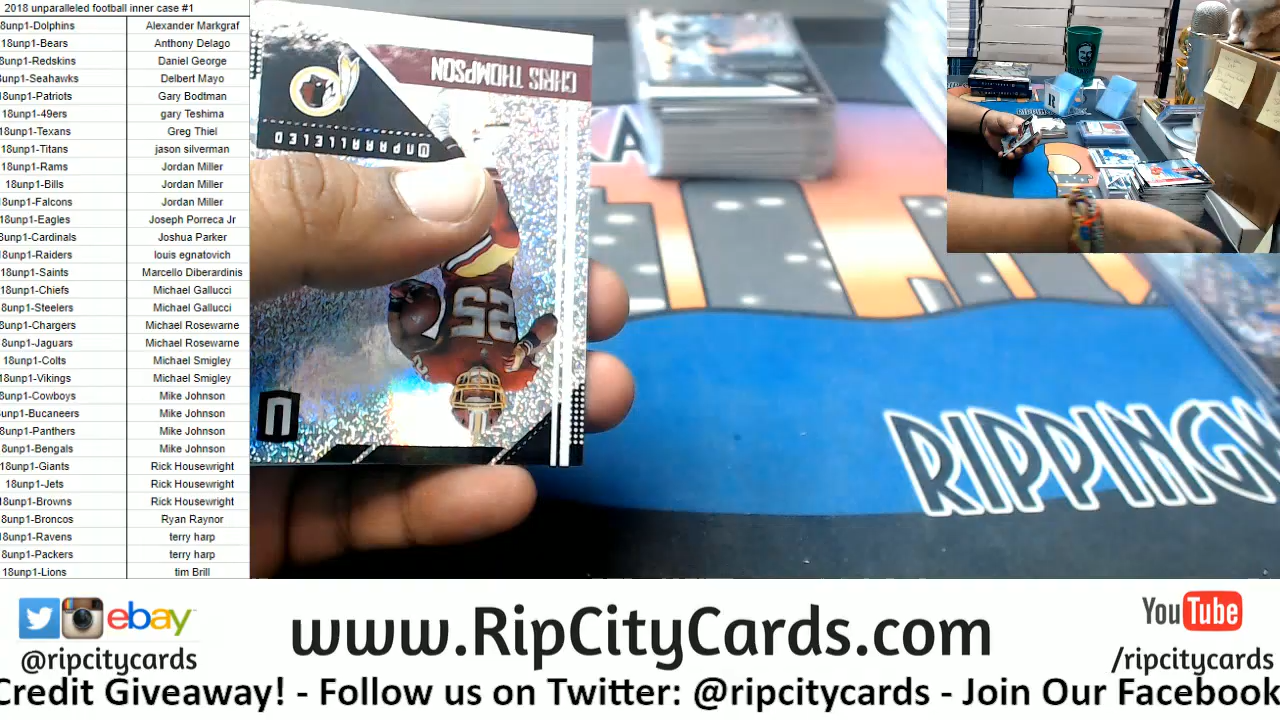 2018 unparalleled football inner case #1
8unp1-Dolphins Alexander Markgraf
18unp1-Bears Anthony Delago
8unp1-Redskins Daniel George
8unp1-Seahawks Delbert Mayo
18unp1-Patriots Gary Bodtman
18unp1-49ers gary Teshima
18unp1-Texans Greg Thiel
18unp1-Titans jason silverman
18unp1-Rams Jordan Miller
18unp1-Bills Jordan Miller
18unp1-Falcons Jordan Miller
18unp1-Eagles Joseph Porreca Jr
8unp1-Cardinals Joshua Parker
18unp1-Raiders louis egnatovich
18unp1-Saints Marcello Diberardinis
18unp1-Chiefs Michael Gallucci
18unp1-Steelers Michael Gallucci
8unp1-Chargers Michael Rosewarne
8unp1-Jaguars Michael Rosewarne
18unp1-Colts Michael Smigley
18unp1-Vikings Michael Smigley
8unp1-Cowboys Mike Johnson
unp1-Bucaneers Mike Johnson
8unp1-Panthers Mike Johnson
8unp1-Bengals Mike Johnson
18unp1-Giants Rick Housewright
18unp1-Jets Rick Housewright
8unp1-Browns Rick Housewright
8unp1-Broncos Ryan Raynor
18unp1-Ravens terry harp
8unp1-Packers terry harp
18unp1-Lions tim Brill
CHRIS THOMPSON
UNPARALLELED
25
U
RIPPINGW
ebay
@ripcitycards
www.RipCityCards.com
YouTube
/ripcitycards
Credit Giveaway! - Follow us on Twitter: @ripcitycards - Join Our Facebook